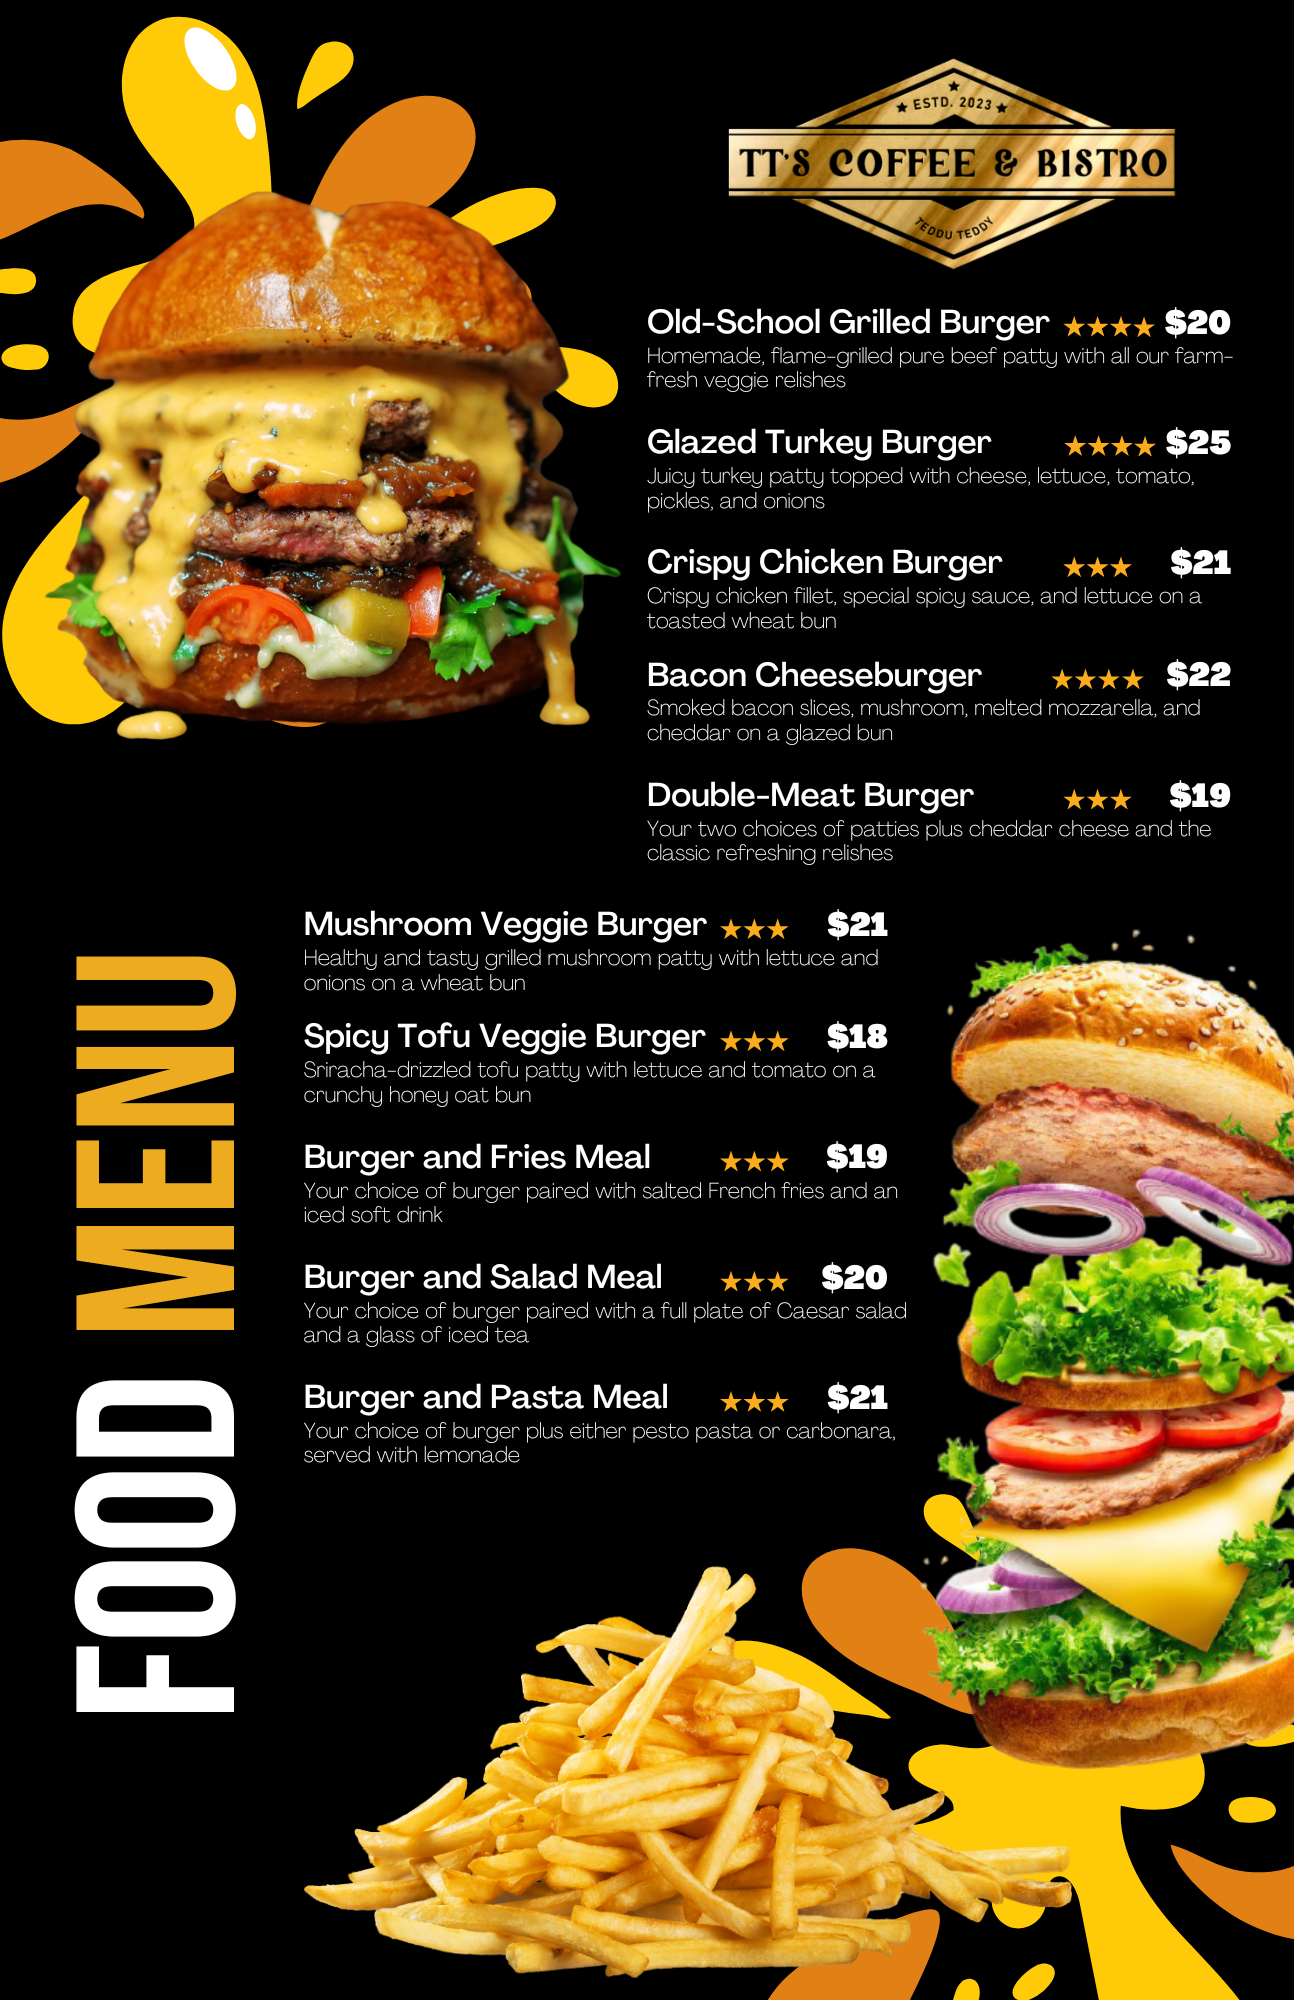 ESTD. 2023
TT'S COFFEE & BISTRO
TEDDU TEDDY
Old-School Grilled Burger ★★★★ $20
Homemade, flame-grilled pure beef patty with all our farm-
fresh veggie relishes
Glazed Turkey Burger ★★★★ $25
Juicy turkey patty topped with cheese, lettuce, tomato,
pickles, and onions
Crispy Chicken Burger ★★★ $21
Crispy chicken fillet, special spicy sauce, and lettuce on a
toasted wheat bun
Bacon Cheeseburger ★★★★ $22
Smoked bacon slices, mushroom, melted mozzarella, and
cheddar on a glazed bun
Double-Meat Burger ★★★ $19
Your two choices of patties plus cheddar cheese and the
classic refreshing relishes
FOOD MENU
Mushroom Veggie Burger ★★★ $21
Healthy and tasty grilled mushroom patty with lettuce and
onions on a wheat bun
Spicy Tofu Veggie Burger ★★★ $18
Sriracha-drizzled tofu patty with lettuce and tomato on a
crunchy honey oat bun
Burger and Fries Meal ★★★ $19
Your choice of burger paired with salted French fries and an
iced soft drink
Burger and Salad Meal ★★★ $20
Your choice of burger paired with a full plate of Caesar salad
and a glass of iced tea
Burger and Pasta Meal ★★★ $21
Your choice of burger plus either pesto pasta or carbonara,
served with lemonade